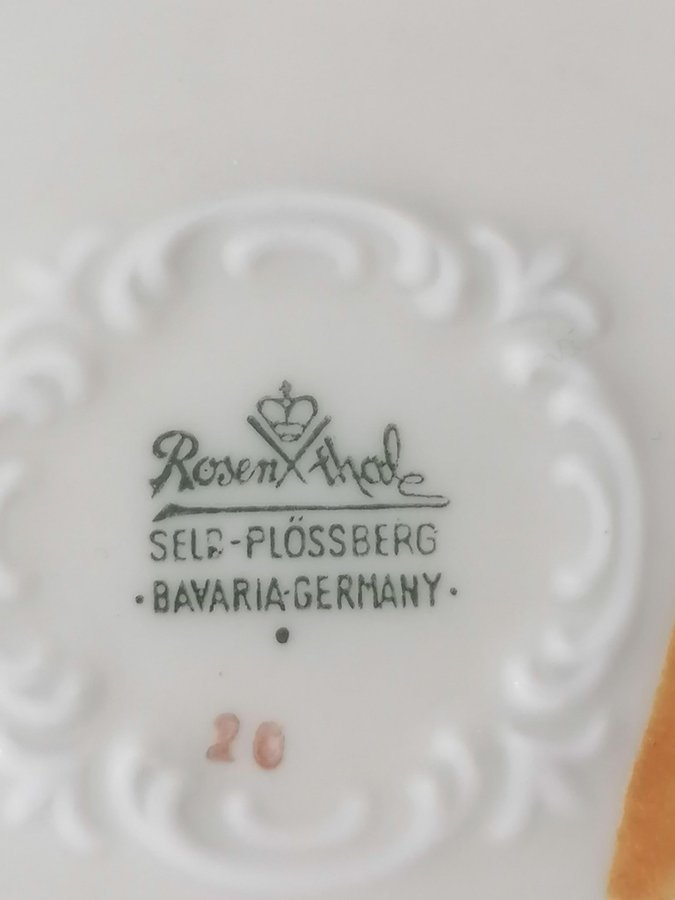 Rosenthal
SELB-PLÖSSBERG
·BAVARIA-GERMANY·
20